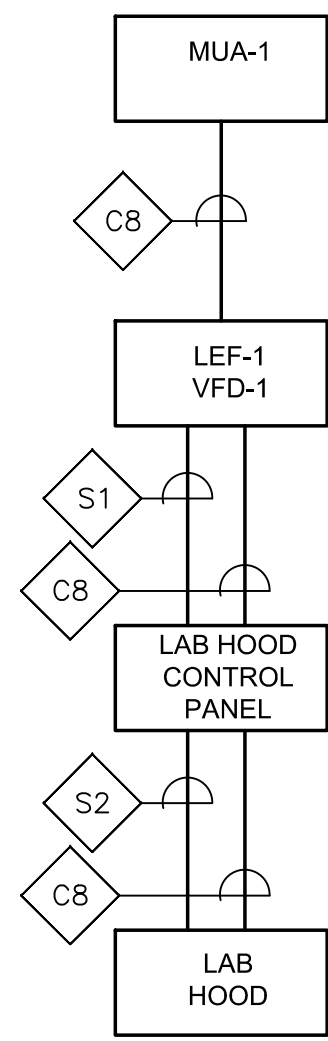 MUA-1
C8
LEF-1
VFD-1
S1
C8
LAB HOOD
CONTROL
PANEL
S2
C8
LAB
HOOD